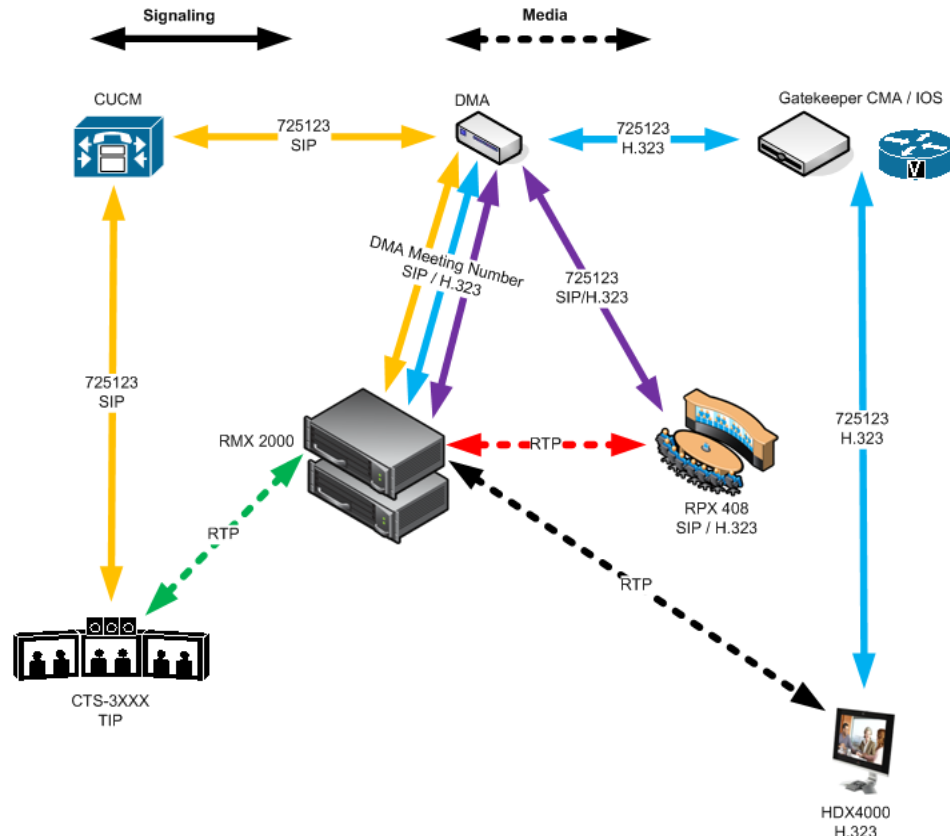 Signaling
Media
CUCM
DMA
Gatekeeper CMA / IOS
725123
SIP
725123
H.323
V
DMA Meeting Number
SIP / H.323
725123
SIP/H.323
725123
SIP
725123
H.323
RMX 2000
RTP
RPX 408
SIP / H.323
RTP
RTP
CTS-3XXX
TIP
HDX4000
H.323